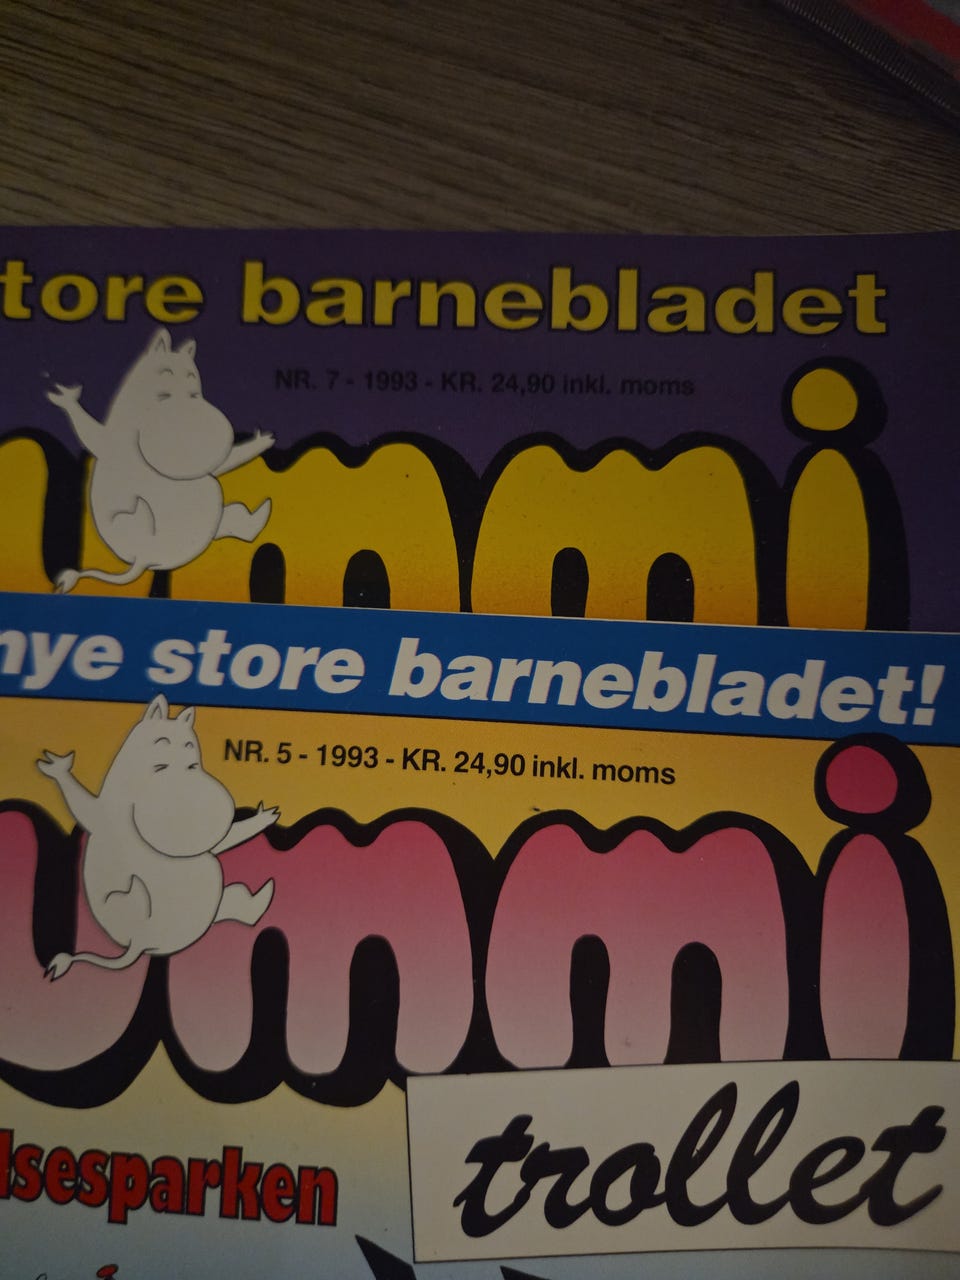 tore barnebladet
NR. 7 - 1993 - KR. 24,90 inkl. moms
ummi
nye store barnebladet!
NR. 5 - 1993 - KR. 24,90 inkl. moms
ummi
trollet
lsesparken